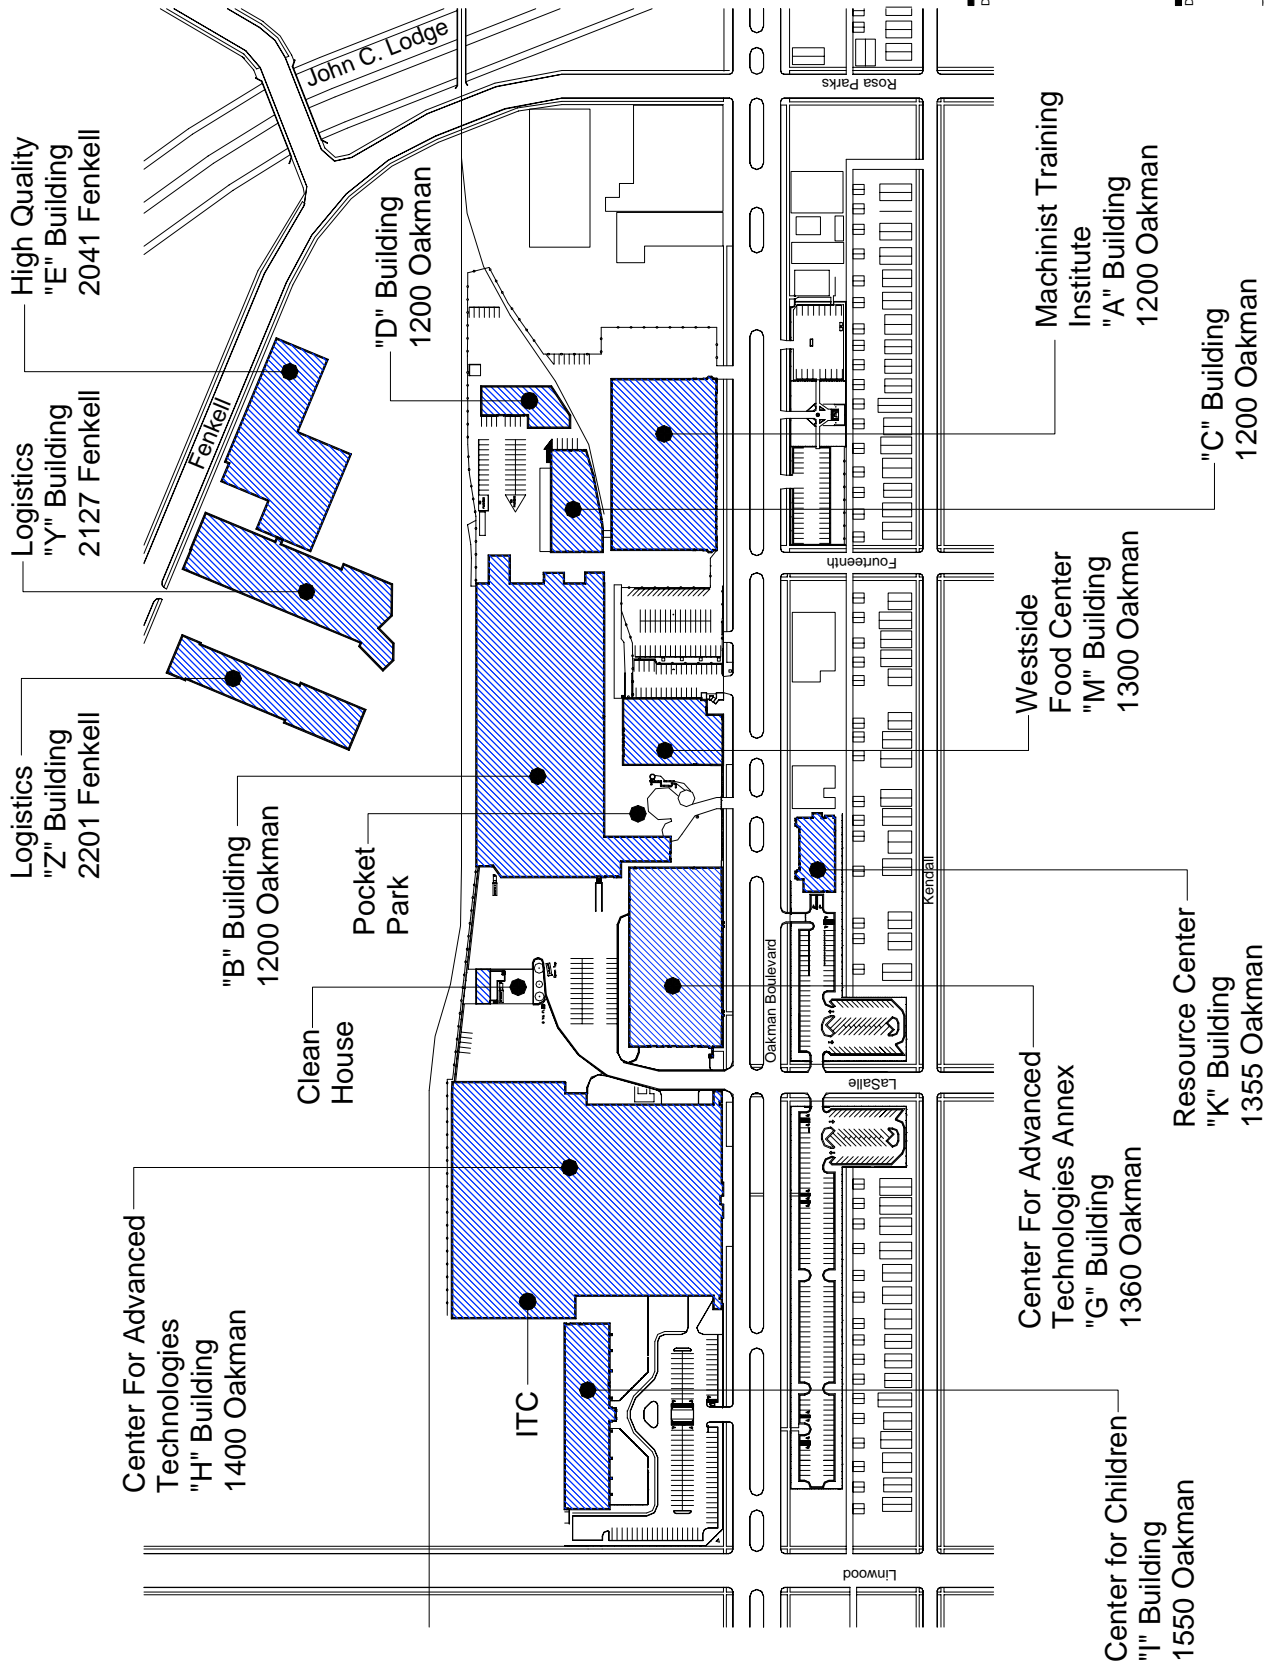 Center For Advanced
Technologies
"H" Building
1400 Oakman
Clean
House
"B" Building
1200 Oakman
Pocket
Park
Logistics
"Z" Building
2201 Fenkell
Logistics
"Y" Building
2127 Fenkell
High Quality
"E" Building
2041 Fenkell
"D" Building
1200 Oakman
John C. Lodge
Fenkell
ITC
Oakman Boulevard
Linwood
LaSalle
Fourteenth
Rosa Parks
Kendall
Center for Children
"I" Building
1550 Oakman
Center For Advanced
Technologies Annex
"G" Building
1360 Oakman
Resource Center
"K" Building
1355 Oakman
Westside
Food Center
"M" Building
1300 Oakman
"C" Building
1200 Oakman
Machinist Training
Institute
"A" Building
1200 Oakman